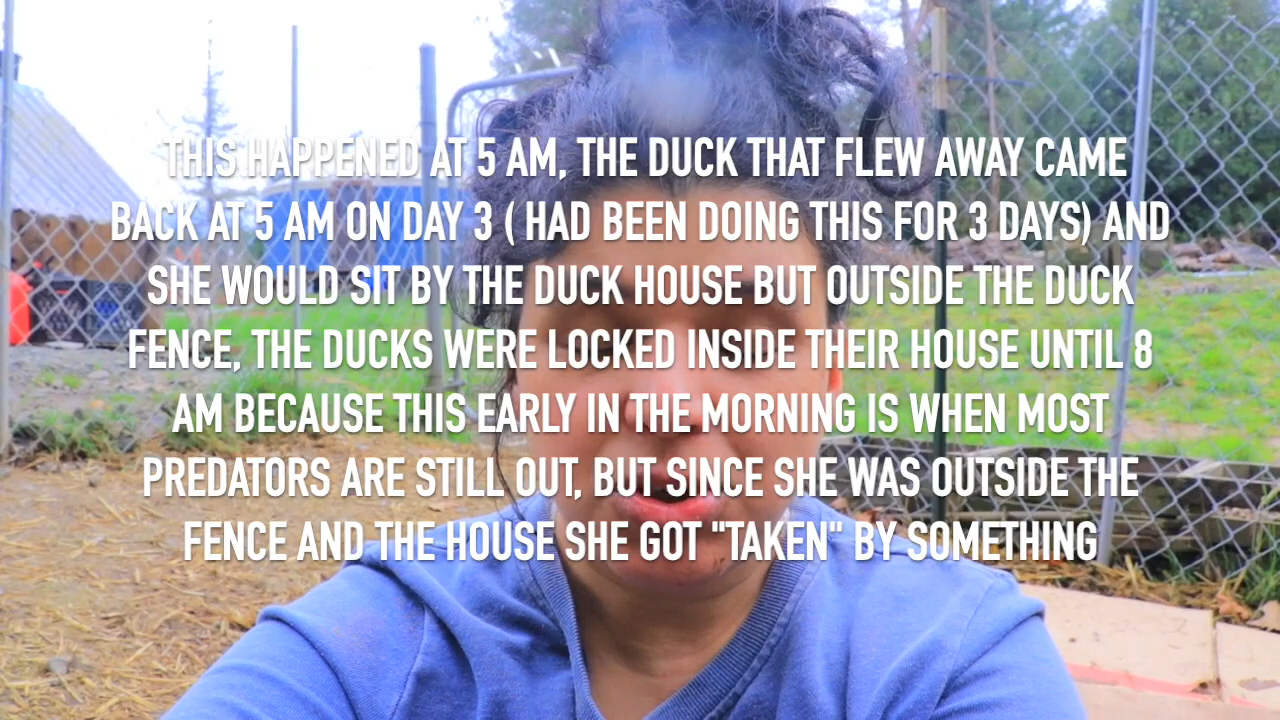 THIS HAPPENED AT 5 AM, THE DUCK THAT FLEW AWAY CAME
BACK AT 5 AM ON DAY 3 ( HAD BEEN DOING THIS FOR 3 DAYS) AND
SHE WOULD SIT BY THE DUCK HOUSE BUT OUTSIDE THE DUCK
FENCE, THE DUCKS WERE LOCKED INSIDE THEIR HOUSE UNTIL 8
AM BECAUSE THIS EARLY IN THE MORNING IS WHEN MOST
PREDATORS ARE STILL OUT, BUT SINCE SHE WAS OUTSIDE THE
FENCE AND THE HOUSE SHE GOT "TAKEN" BY SOMETHING